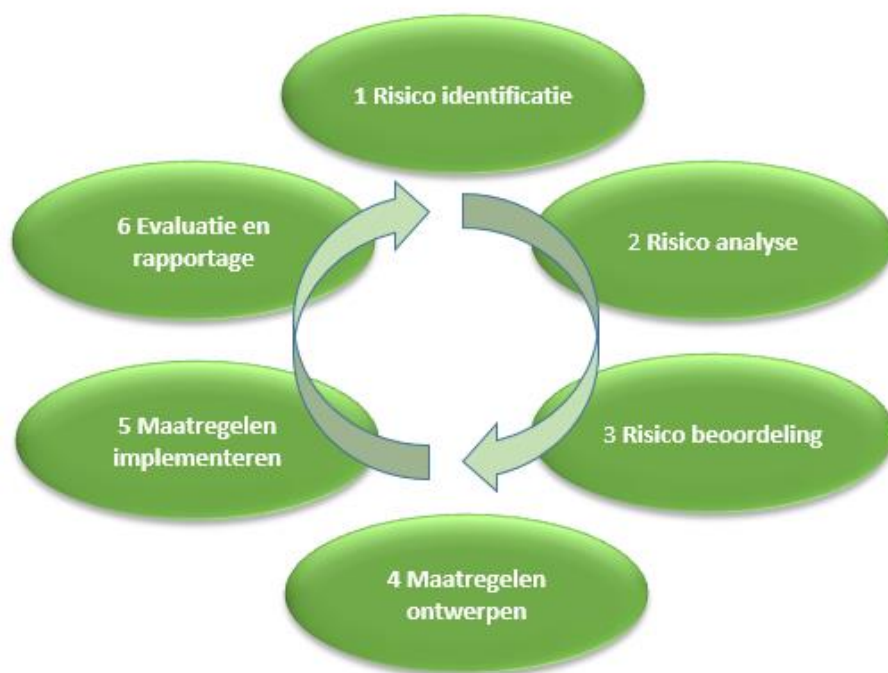 1 Risico identificatie
2 Risico analyse
3 Risico beoordeling
4 Maatregelen
ontwerpen
5 Maatregelen
implementeren
6 Evaluatie en
rapportage